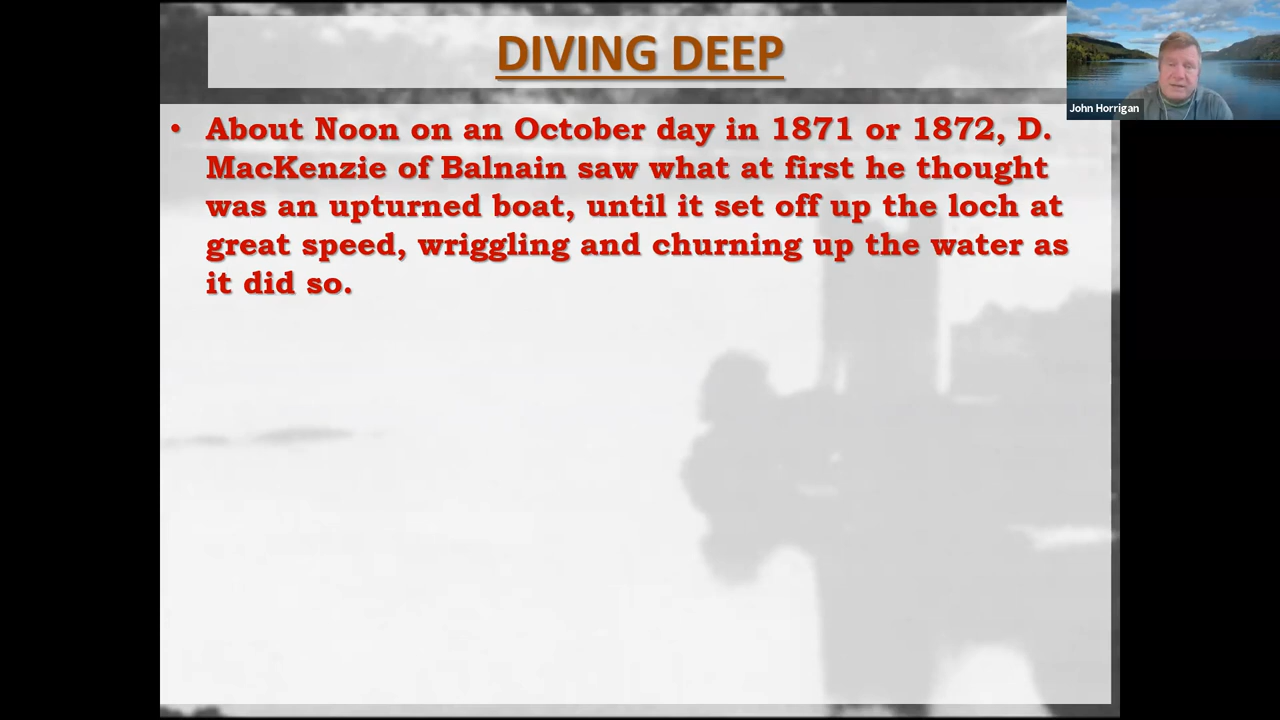 DIVING DEEP
John Horrigan
• About Noon on an October day in 1871 or 1872, D.
MacKenzie of Balnain saw what at first he thought
was an upturned boat, until it set off up the loch at
great speed, wriggling and churning up the water as
it did so.